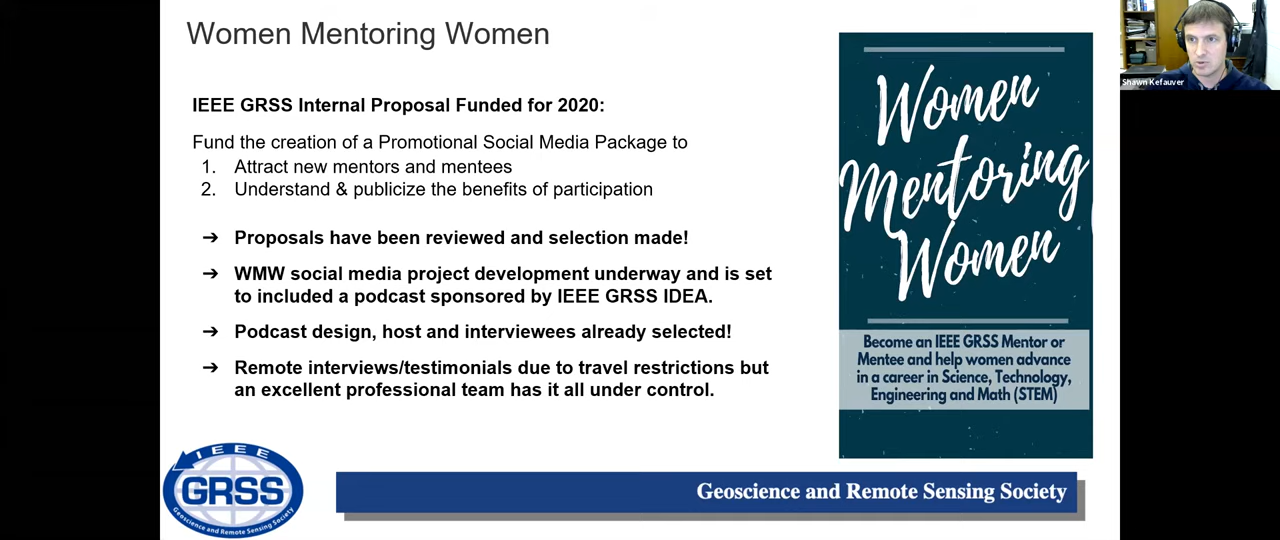 Women Mentoring Women
Shawn Kefauver
IEEE GRSS Internal Proposal Funded for 2020:
Fund the creation of a Promotional Social Media Package to
1. Attract new mentors and mentees
2. Understand & publicize the benefits of participation
➔ Proposals have been reviewed and selection made!
➔ WMW social media project development underway and is set
to included a podcast sponsored by IEEE GRSS IDEA.
➔ Podcast design, host and interviewees already selected!
➔ Remote interviews/testimonials due to travel restrictions but
an excellent professional team has it all under control.
Women
Mentoring
Women
Become an IEEE GRSS Mentor or
Mentee and help women advance
in a career in Science, Technology,
Engineering and Math (STEM)
IEEE
GRSS
Geoscience and Remote Sensing Society
Geoscience and Remote Sensing Society